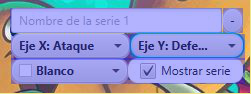 Nombre de la serie 1 -
Eje X: Ataque Eje Y: Defe...
Blanco Mostrar serie